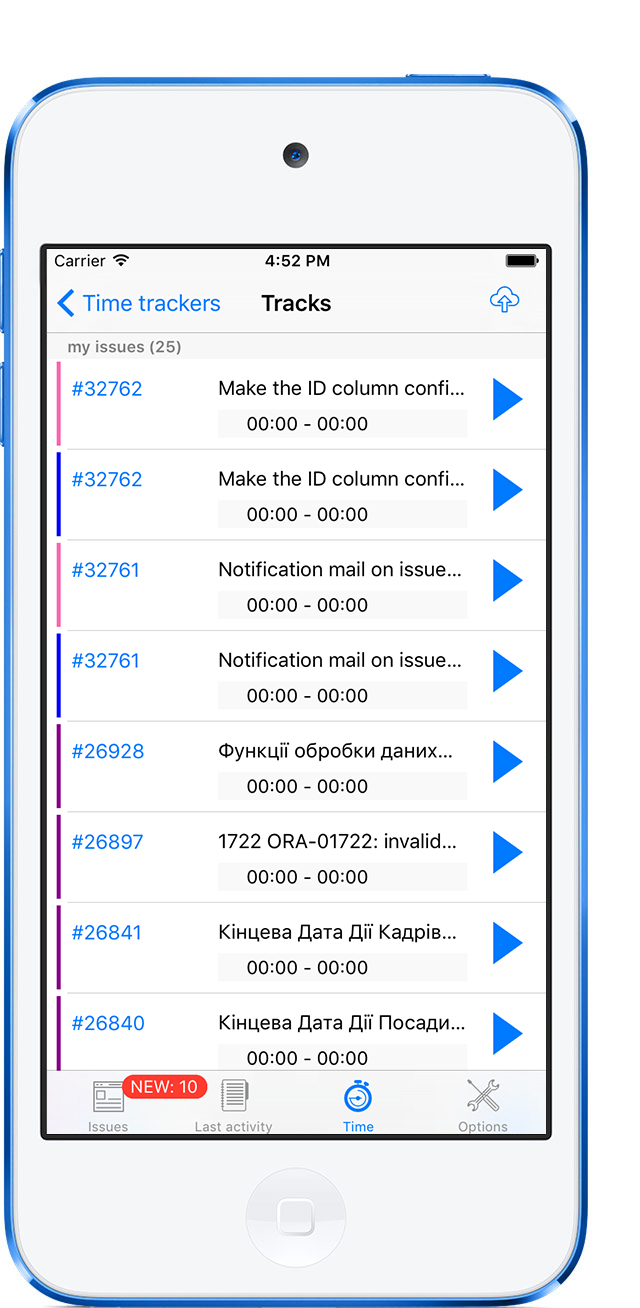 Carrier 4:52 PM
Time trackers Tracks
my issues (25)
#32762 Make the ID column confi...
00:00 - 00:00
#32762 Make the ID column confi...
00:00 - 00:00
#32761 Notification mail on issue...
00:00 - 00:00
#32761 Notification mail on issue...
00:00 - 00:00
#26928 Функції обробки даних...
00:00 - 00:00
#26897 1722 ORA-01722: invalid...
00:00 - 00:00
#26841 Кінцева Дата Дії Кадрів...
00:00 - 00:00
#26840 Кінцева Дата Дії Посади...
00:00 - 00:00
NEW: 10
Issues Last activity Time Options